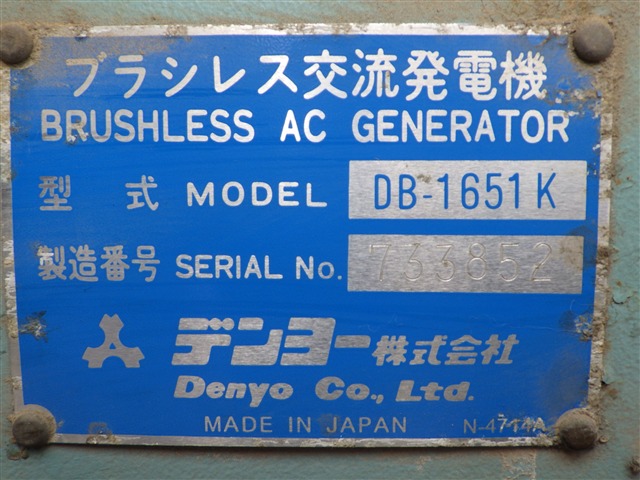 ブラシレス交流発電機
BRUSHLESS AC GENERATOR
型 式 MODEL DB-1651K
製造番号 SERIAL No. 733852
デンヨー株式会社
Denyo Co., Ltd.
MADE IN JAPAN N-4714A